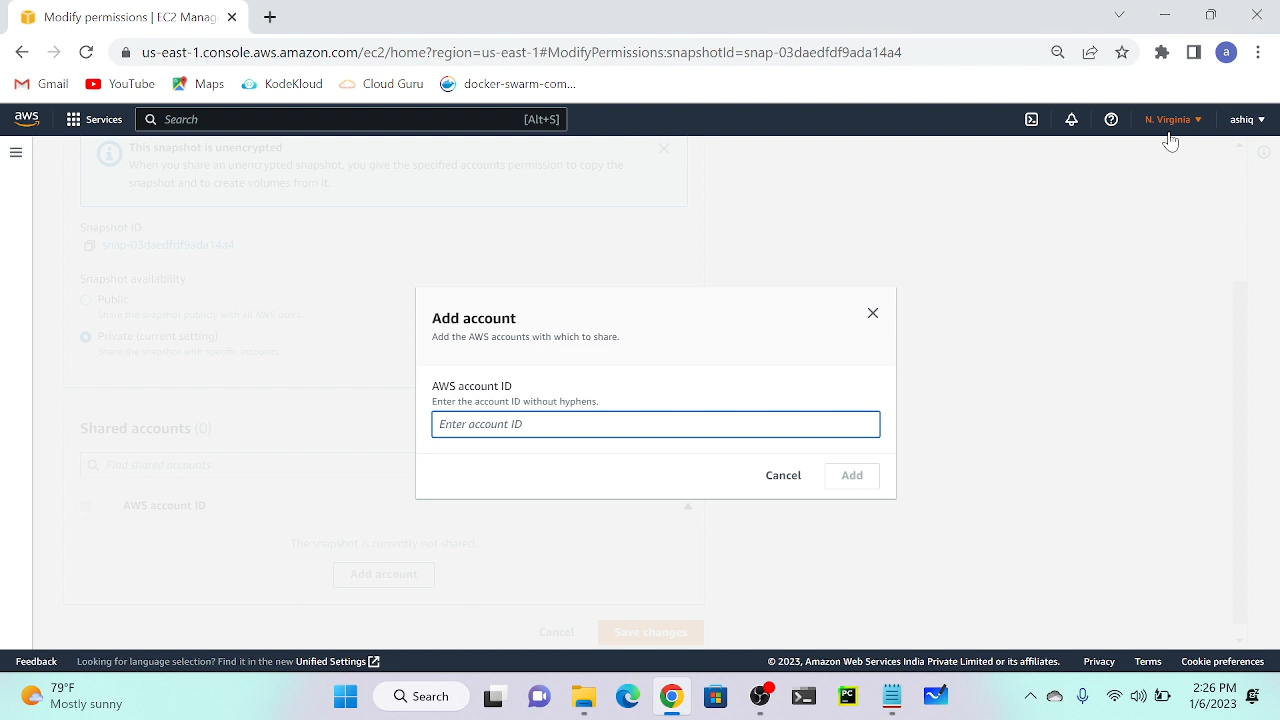 Modify permissions | EC2 Manag
us-east-1.console.aws.amazon.com/ec2/home?region=us-east-1#ModifyPermissions:snapshotId=snap-03daedfdf9ada14a4
a
Gmail YouTube Maps KodeKloud Cloud Guru docker-swarm-com...
aws Services Search [Alt+S] N. Virginia ashiq
This snapshot is unencrypted
When you share an unencrypted snapshot, you give the specified accounts permission to copy the
snapshot and to create volumes from it.
Snapshot ID
snap-03daedfdf9ada14a4
Snapshot availability
Public
Share the snapshot publicly with all AWS users.
Private (current setting)
Share the snapshot with specific accounts.
Add account
Add the AWS accounts with which to share.
AWS account ID
Enter the account ID without hyphens.
Enter account ID
Cancel Add
Shared accounts (0)
Find shared accounts
AWS account ID
The snapshot is currently not shared.
Add account
Cancel Save changes
Feedback Looking for language selection? Find it in the new Unified Settings © 2023, Amazon Web Services India Private Limited or its affiliates. Privacy Terms Cookie preferences
79°F
Mostly sunny
Search
PC
2:26 PM
1/6/2023